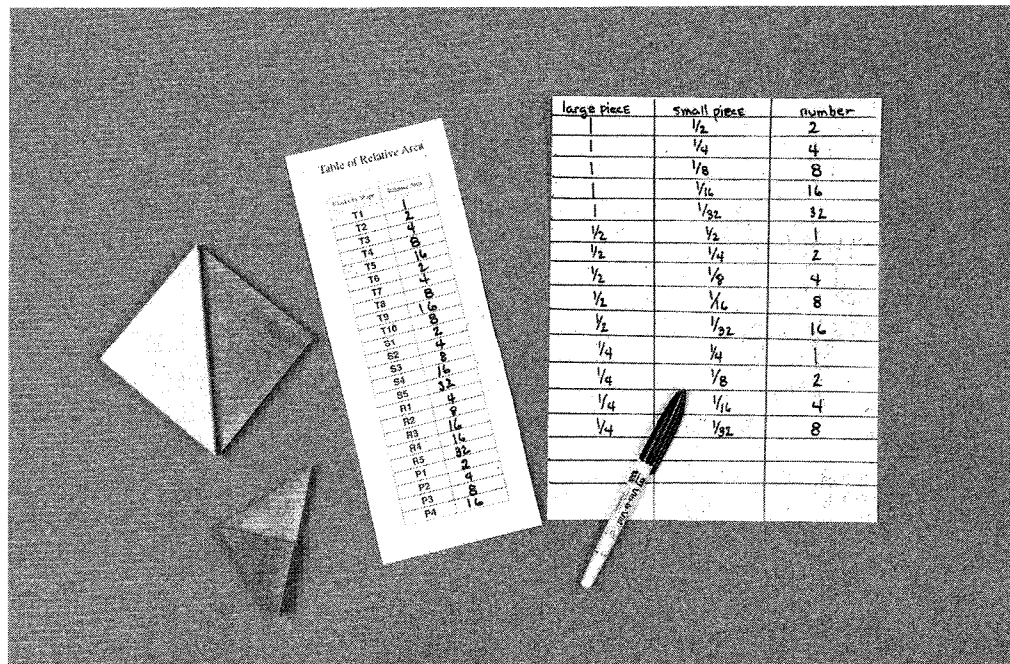 Table of Relative Area
Relative Area
T1 1
T2 2
T3 4
T4 8
T5 16
T6 2
T7 4
T8 8
T9 16
T10 8
S1 2
S2 4
S3 8
S4 16
S5 32
R1 4
R2 8
R3 16
R4 16
R5 32
P1 2
P2 4
P3 8
P4 16
large piece small piece number
1 1/2 2
1 1/4 4
1 1/8 8
1 1/16 16
1 1/32 32
1/2 1/2 1
1/2 1/4 2
1/2 1/8 4
1/2 1/16 8
1/2 1/32 16
1/4 1/4 1
1/4 1/8 2
1/4 1/16 4
1/4 1/32 8